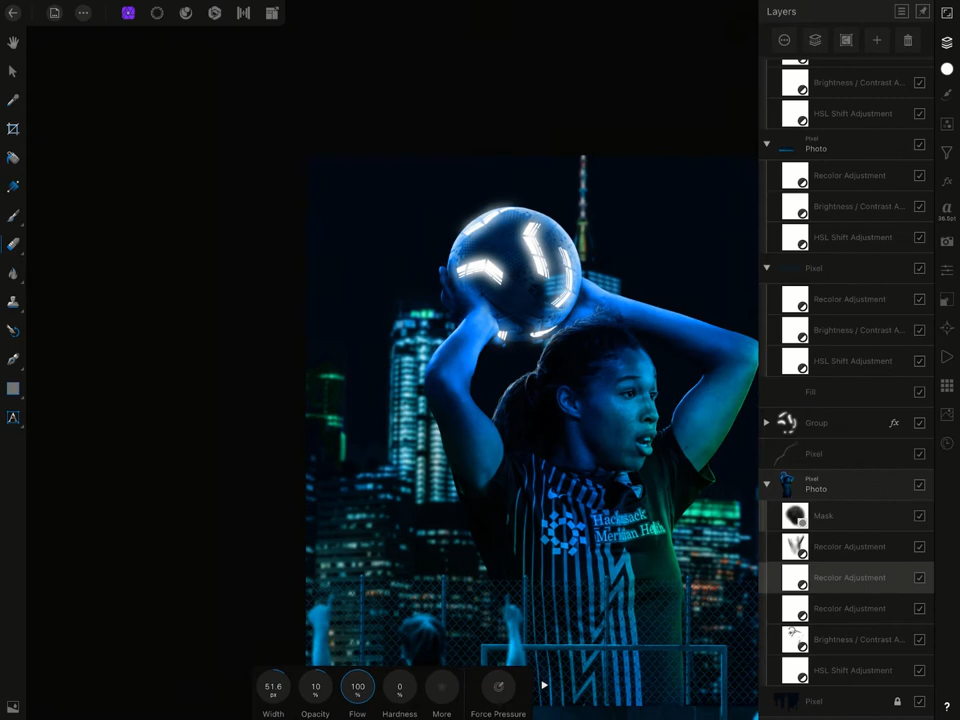 Layers
Brightness / Contrast A...
HSL Shift Adjustment
Pixel
Photo
Recolor Adjustment
Brightness / Contrast A...
HSL Shift Adjustment
Pixel
Recolor Adjustment
Brightness / Contrast A...
HSL Shift Adjustment
Fill
Group
fx
Pixel
Pixel
Photo
Mask
Recolor Adjustment
Recolor Adjustment
Recolor Adjustment
Brightness / Contrast A...
HSL Shift Adjustment
Pixel
fx
a
36.5pt
?
A
Hackensack
Meridian Health
51.6
px
Width
10
%
Opacity
100
%
Flow
0
%
Hardness
More
Force Pressure